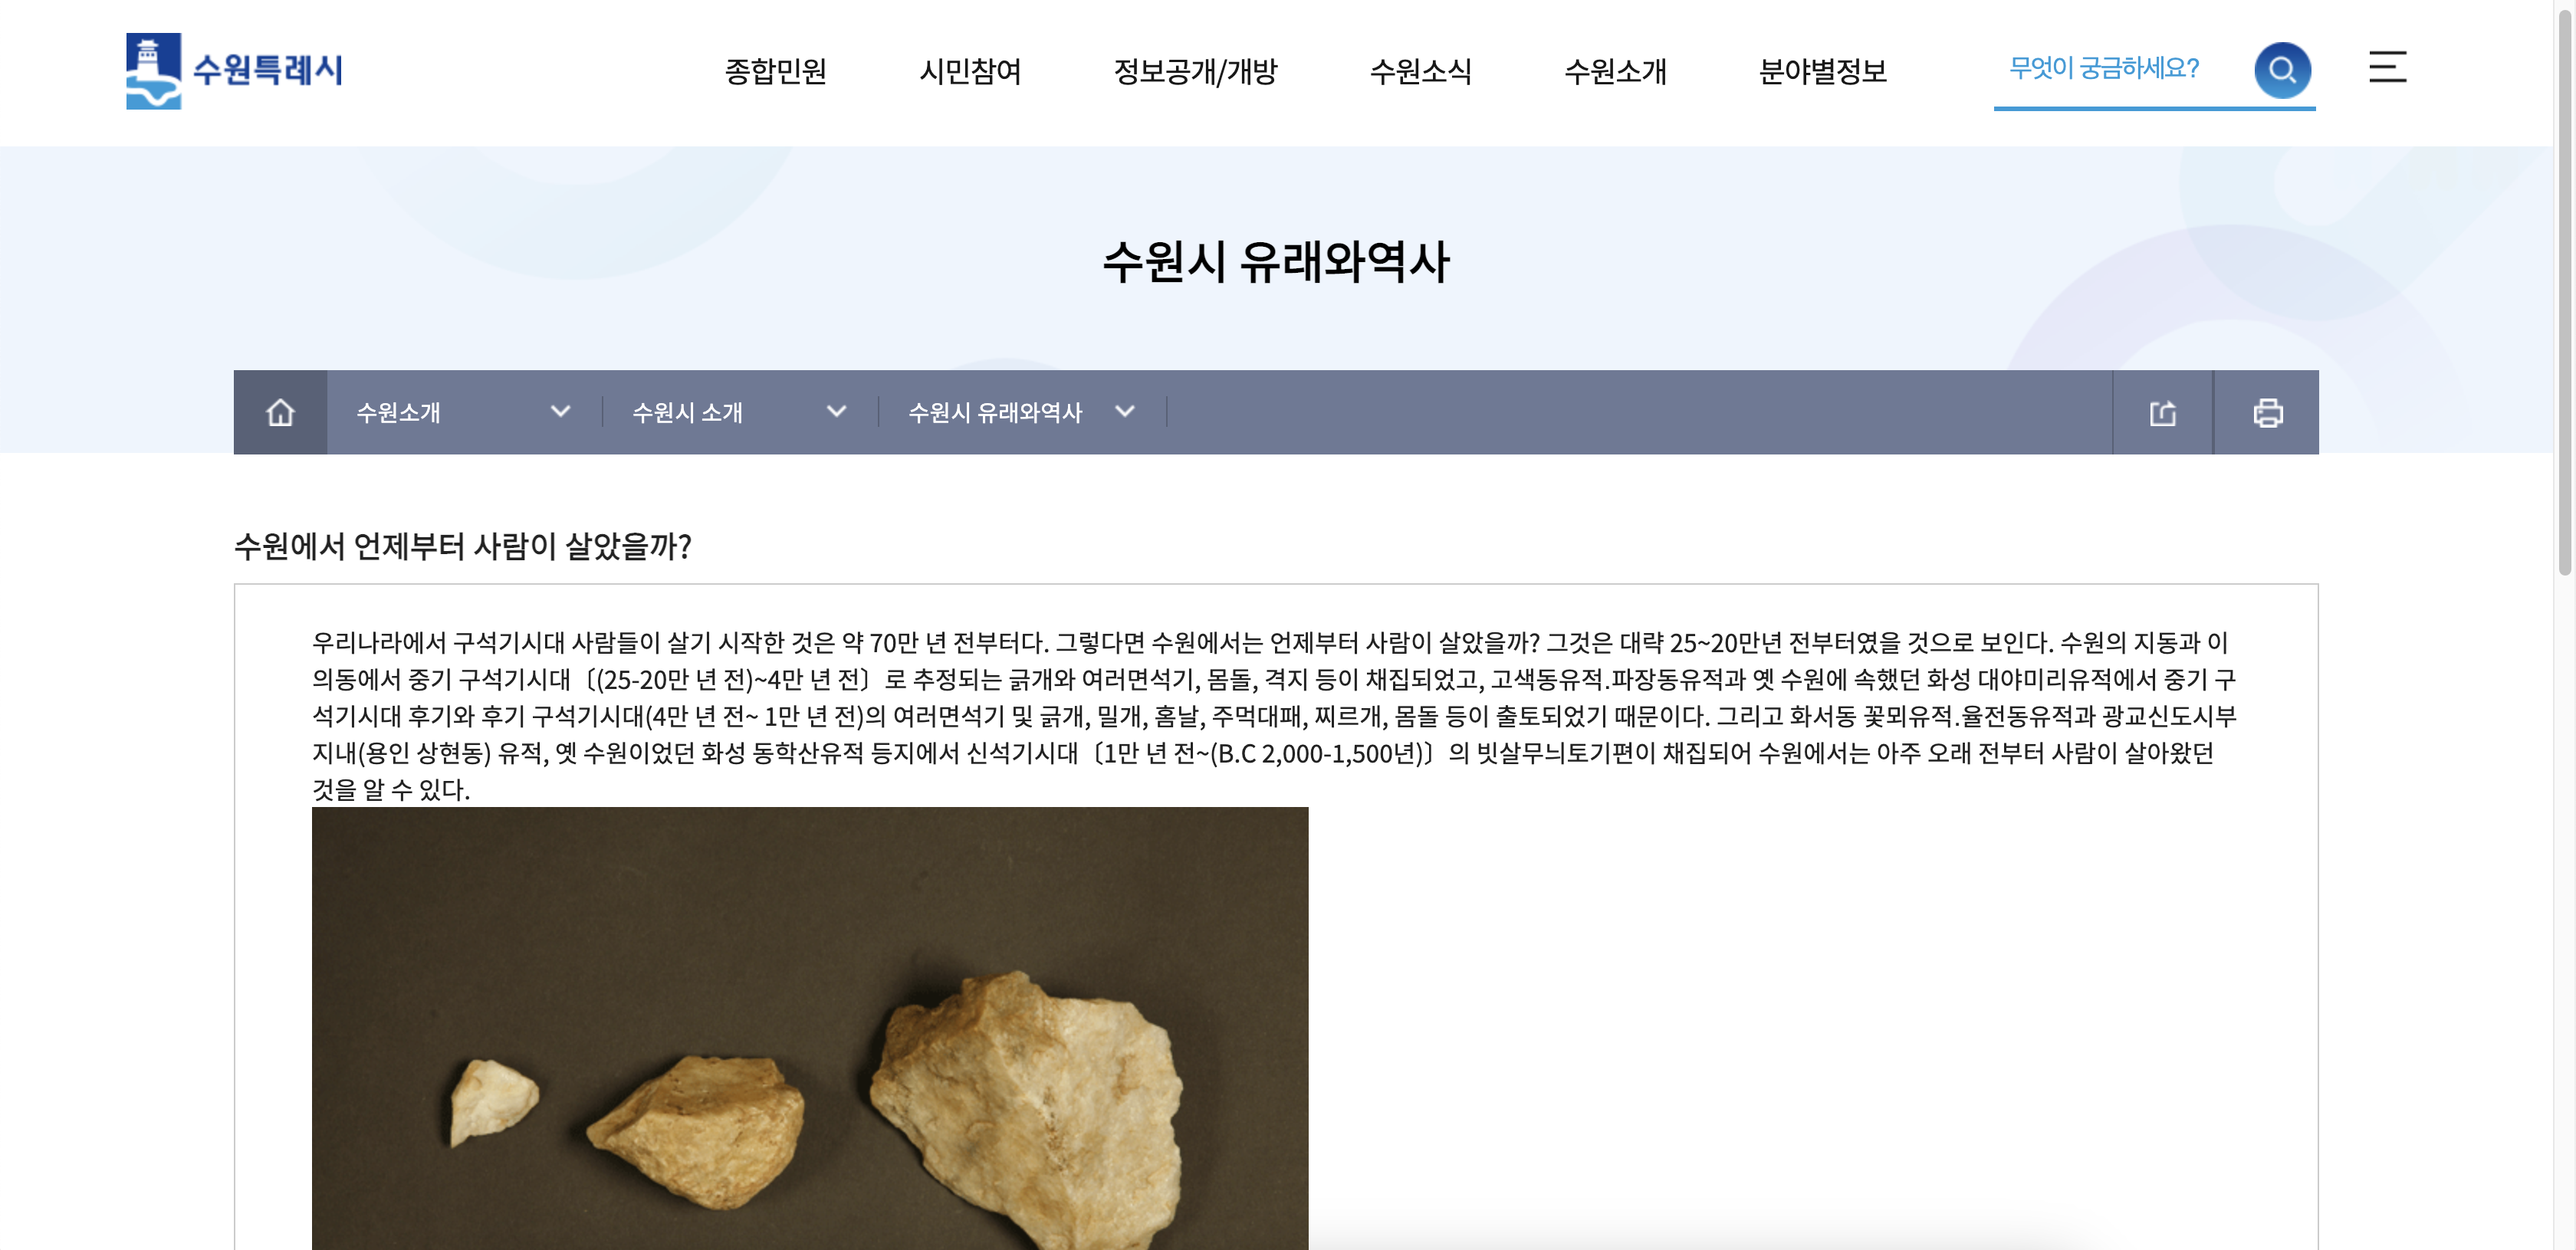 수원특례시
종합민원 시민참여 정보공개/개방 수원소식 수원소개 분야별정보 무엇이 궁금하세요?
수원시 유래와역사
수원소개 수원시 소개 수원시 유래와역사
수원에서 언제부터 사람이 살았을까?
우리나라에서 구석기시대 사람들이 살기 시작한 것은 약 70만 년 전부터다. 그렇다면 수원에서는 언제부터 사람이 살았을까? 그것은 대략 25~20만년 전부터였을 것으로 보인다. 수원의 지동과 이
의동에서 중기 구석기시대〔(25-20만 년 전)~4만 년 전〕로 추정되는 긁개와 여러면석기, 몸돌, 격지 등이 채집되었고, 고색동유적.파장동유적과 옛 수원에 속했던 화성 대야미리유적에서 중기 구
석기시대 후기와 후기 구석기시대(4만 년 전~ 1만 년 전)의 여러면석기 및 긁개, 밀개, 홈날, 주먹대패, 찌르개, 몸돌 등이 출토되었기 때문이다. 그리고 화서동 꽃뫼유적.율전동유적과 광교신도시부
지내(용인 상현동) 유적, 옛 수원이었던 화성 동학산유적 등지에서 신석기시대〔1만 년 전~(B.C 2,000-1,500년)〕의 빗살무늬토기편이 채집되어 수원에서는 아주 오래 전부터 사람이 살아왔던
것을 알 수 있다.